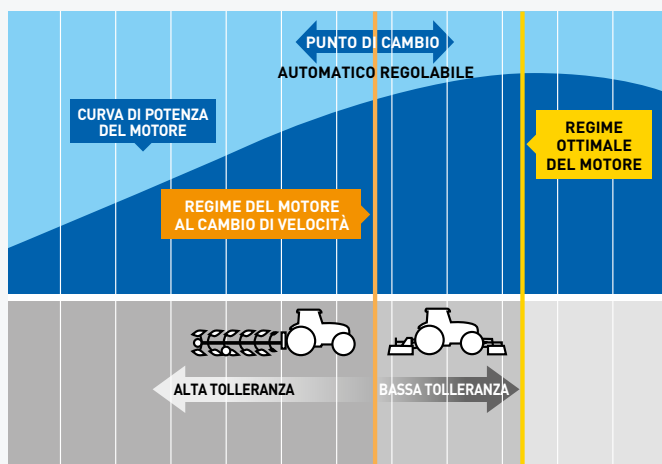 PUNTO DI CAMBIO
AUTOMATICO REGOLABILE
CURVA DI POTENZA
DEL MOTORE
REGIME
OTTIMALE
DEL MOTORE
REGIME DEL MOTORE
AL CAMBIO DI VELOCITÀ
ALTA TOLLERANZA
BASSA TOLLERANZA